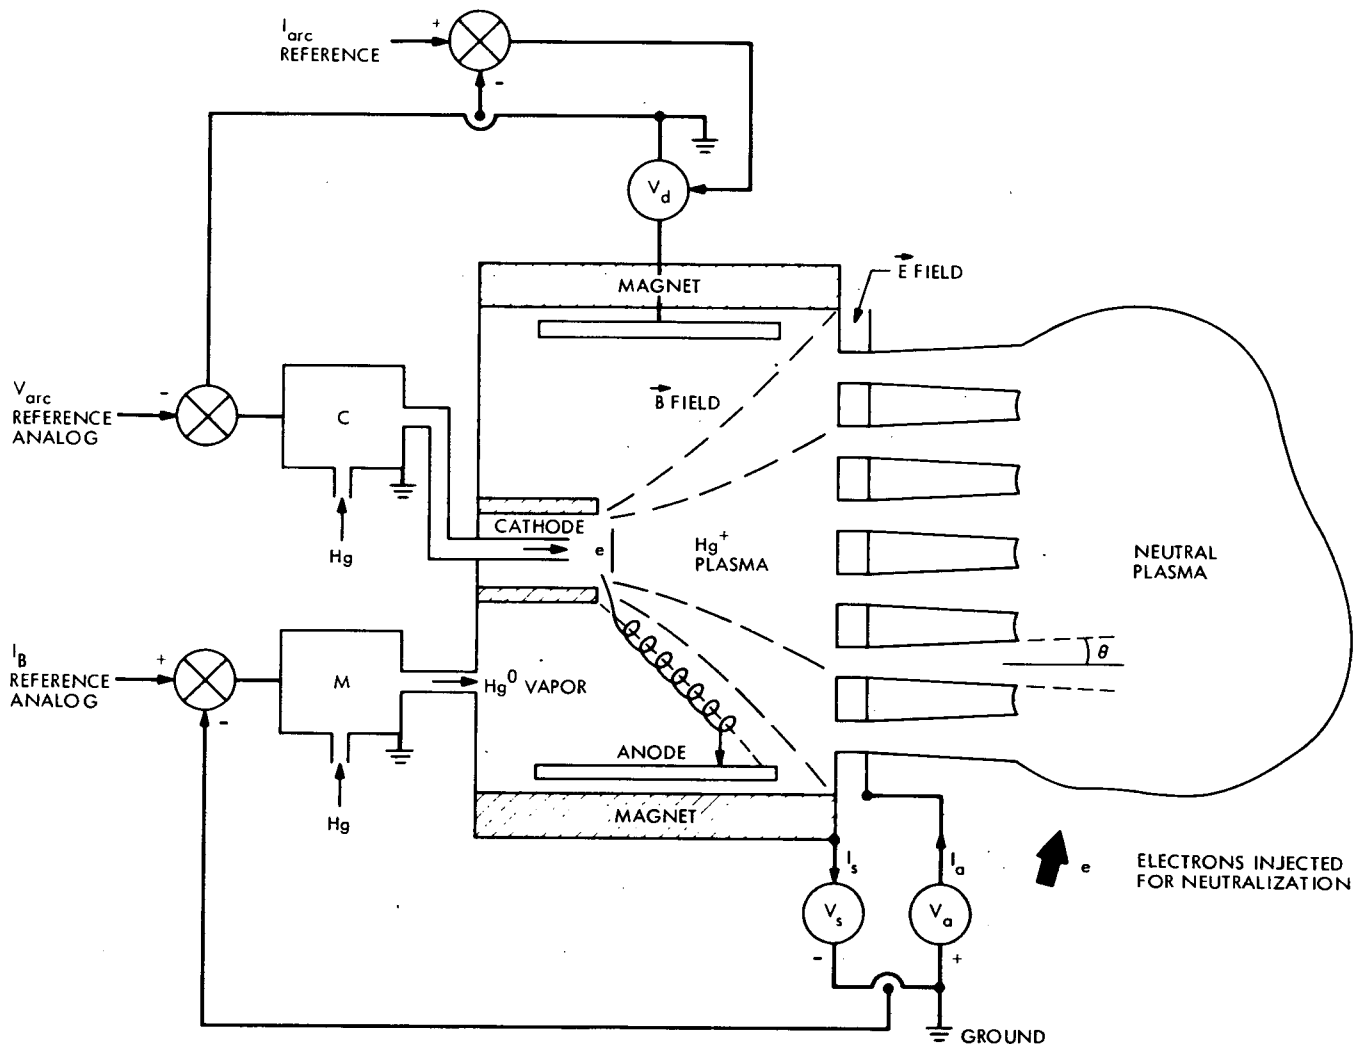 I arc
REFERENCE
+
-
V d
MAGNET
E FIELD
B FIELD
V arc
REFERENCE
ANALOG
-
C
Hg
CATHODE
e
Hg+
PLASMA
NEUTRAL
PLASMA
I B
REFERENCE
ANALOG
+
-
M
Hg
Hg0 VAPOR
θ
ANODE
MAGNET
I s
I a
V s
V a
-
+
e
ELECTRONS INJECTED
FOR NEUTRALIZATION
GROUND